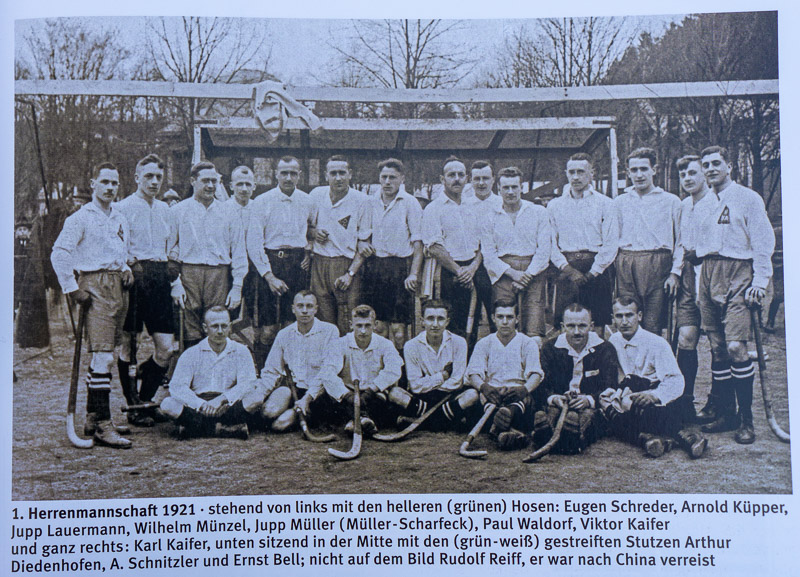 1. Herrenmannschaft 1921 · stehend von links mit den helleren (grünen) Hosen: Eugen Schreder, Arnold Küpper,
Jupp Lauermann, Wilhelm Münzel, Jupp Müller (Müller-Scharfeck), Paul Waldorf, Viktor Kaifer
und ganz rechts: Karl Kaifer, unten sitzend in der Mitte mit den (grün-weiß) gestreiften Stutzen Arthur
Diedenhofen, A. Schnitzler und Ernst Bell; nicht auf dem Bild Rudolf Reiff, er war nach China verreist